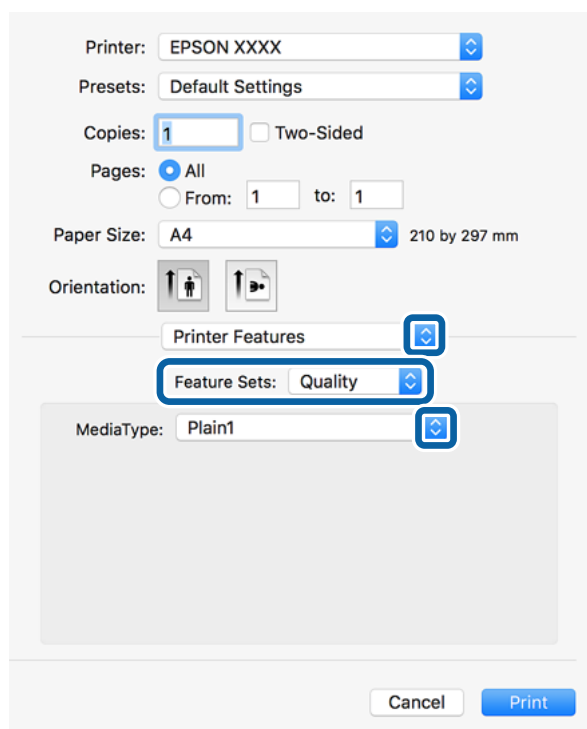 Printer: EPSON XXXX
Presets: Default Settings
Copies: 1 Two-Sided
Pages: All
From: 1 to: 1
Paper Size: A4 210 by 297 mm
Orientation:
Printer Features
Feature Sets: Quality
MediaType: Plain1
Cancel Print